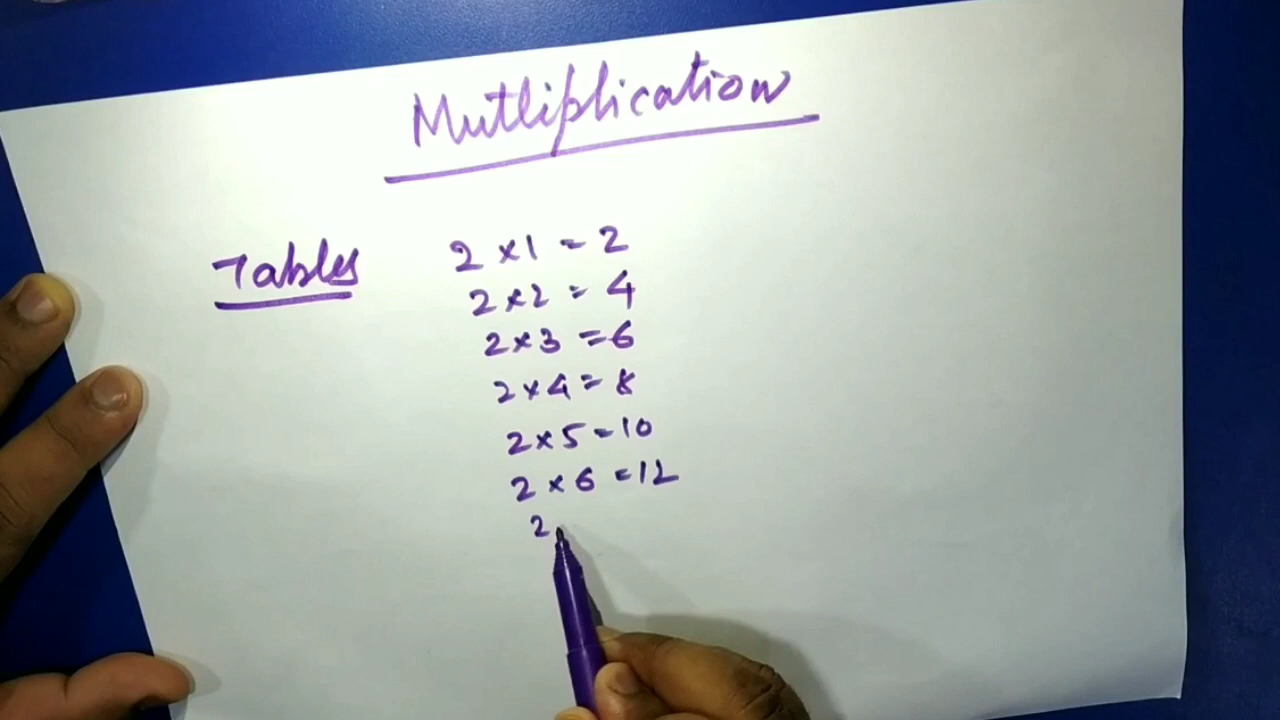 Mutliplication
Tables
2 × 1 = 2
2 × 2 = 4
2 × 3 = 6
2 × 4 = 8
2 × 5 = 10
2 × 6 = 12
2